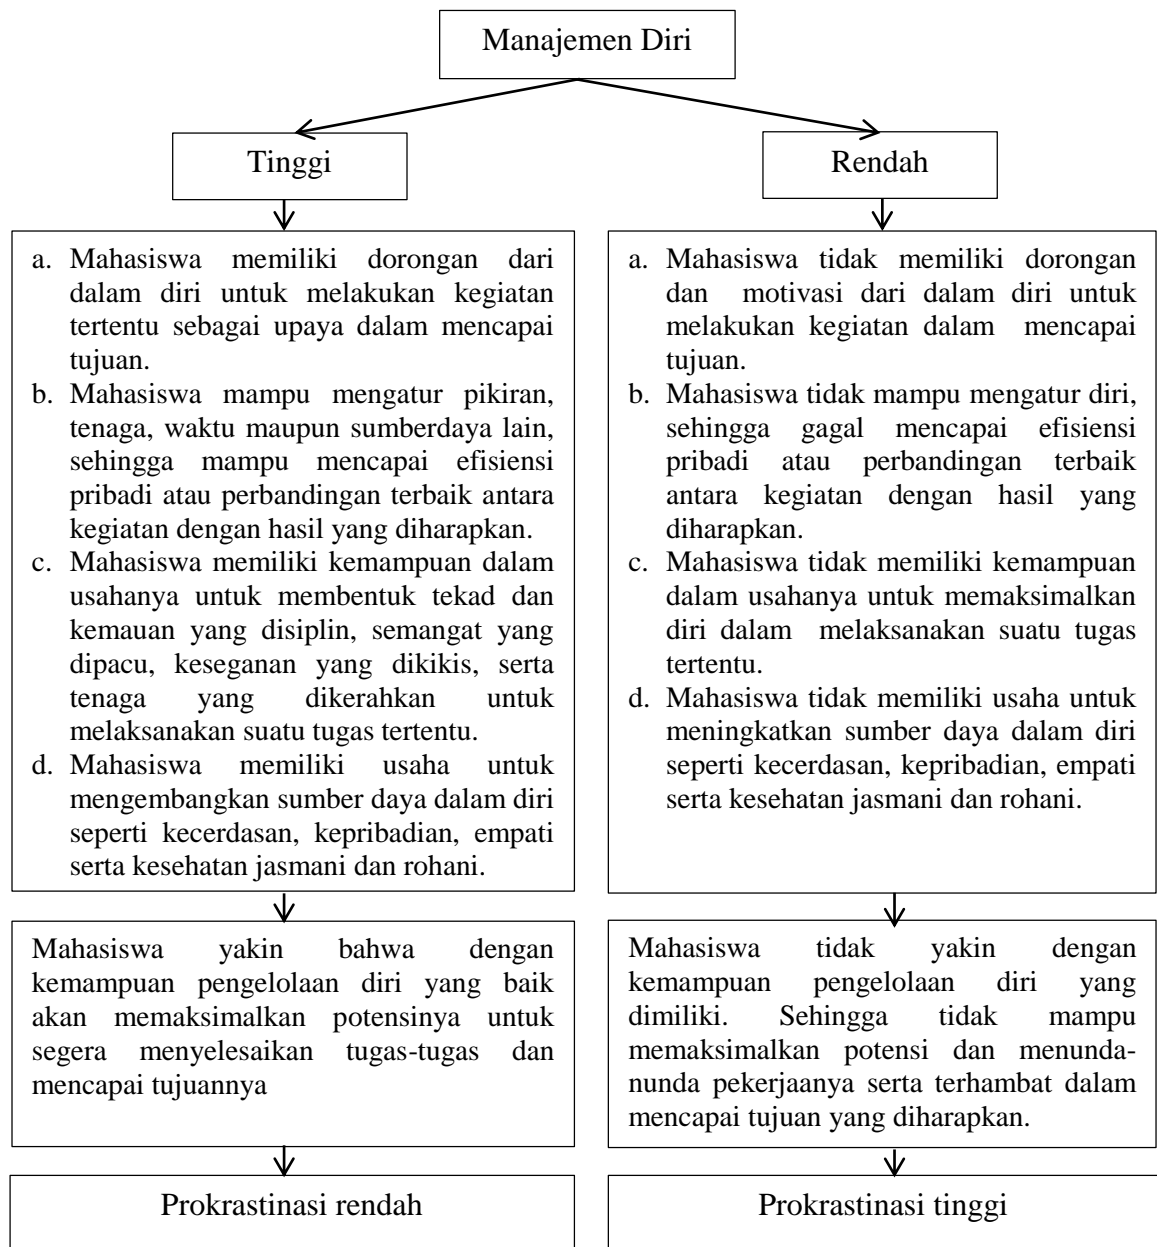 Manajemen Diri
Tinggi
Rendah
a. Mahasiswa memiliki dorongan dari
dalam diri untuk melakukan kegiatan
tertentu sebagai upaya dalam mencapai
tujuan.
b. Mahasiswa mampu mengatur pikiran,
tenaga, waktu maupun sumberdaya lain,
sehingga mampu mencapai efisiensi
pribadi atau perbandingan terbaik antara
kegiatan dengan hasil yang diharapkan.
c. Mahasiswa memiliki kemampuan dalam
usahanya untuk membentuk tekad dan
kemauan yang disiplin, semangat yang
dipacu, keseganan yang dikikis, serta
tenaga yang dikerahkan untuk
melaksanakan suatu tugas tertentu.
d. Mahasiswa memiliki usaha untuk
mengembangkan sumber daya dalam diri
seperti kecerdasan, kepribadian, empati
serta kesehatan jasmani dan rohani.
a. Mahasiswa tidak memiliki dorongan
dan motivasi dari dalam diri untuk
melakukan kegiatan dalam mencapai
tujuan.
b. Mahasiswa tidak mampu mengatur diri,
sehingga gagal mencapai efisiensi
pribadi atau perbandingan terbaik
antara kegiatan dengan hasil yang
diharapkan.
c. Mahasiswa tidak memiliki kemampuan
dalam usahanya untuk memaksimalkan
diri dalam melaksanakan suatu tugas
tertentu.
d. Mahasiswa tidak memiliki usaha untuk
meningkatkan sumber daya dalam diri
seperti kecerdasan, kepribadian, empati
serta kesehatan jasmani dan rohani.
Mahasiswa yakin bahwa dengan
kemampuan pengelolaan diri yang baik
akan memaksimalkan potensinya untuk
segera menyelesaikan tugas-tugas dan
mencapai tujuannya
Mahasiswa tidak yakin dengan
kemampuan pengelolaan diri yang
dimiliki. Sehingga tidak mampu
memaksimalkan potensi dan menunda-
nunda pekerjaanya serta terhambat dalam
mencapai tujuan yang diharapkan.
Prokrastinasi rendah
Prokrastinasi tinggi